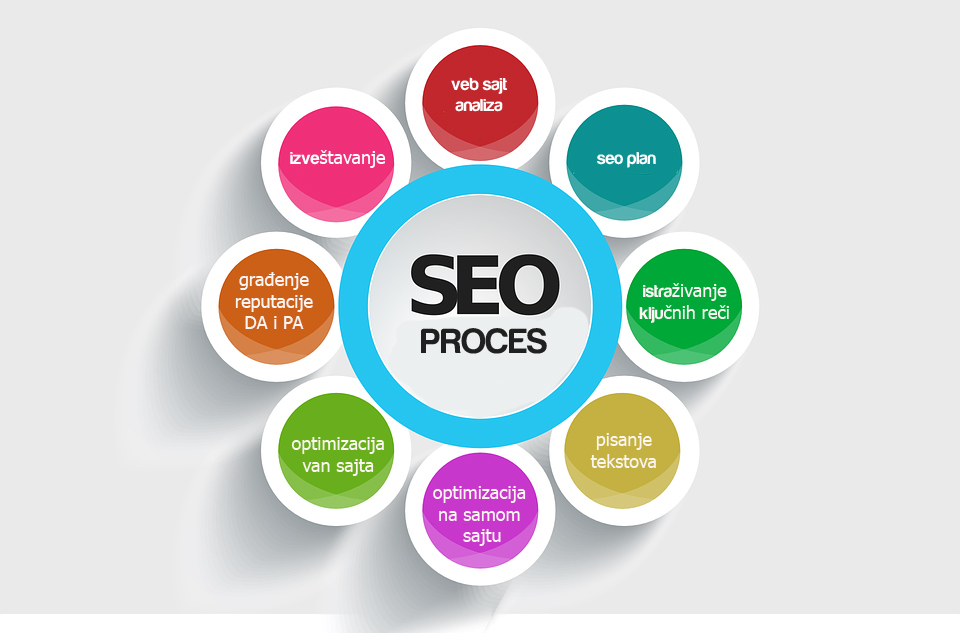 veb sajt
analiza
seo plan
istraživanje
ključnih reči
pisanje
tekstova
optimizacija
na samom
sajtu
optimizacija
van sajta
građenje
reputacije
DA i PA
izveštavanje
SEO
PROCES